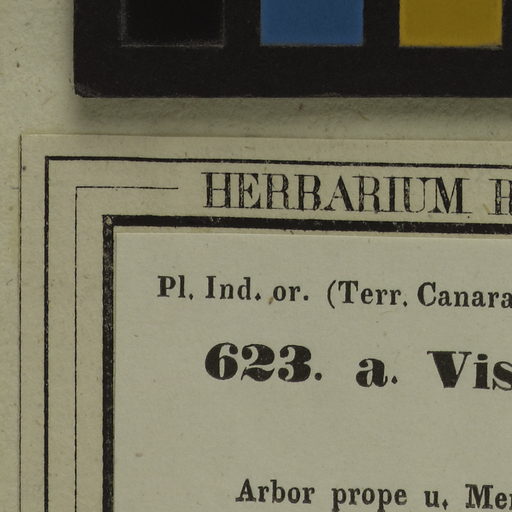 HERBARIUM
Pl. Ind. or. (Terr. Canara
623. a. Vis
Arbor prope u. Mer